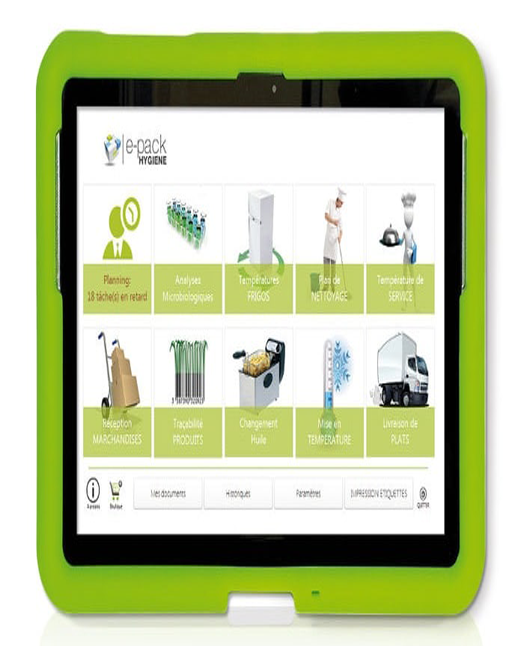 e-pack
HYGIENE
Planning:
18 tâche(s) en retard
Analyses
Microbiologiques
Températures
FRIGOS
Plan de
NETTOYAGE
Température de
SERVICE
Réception
MARCHANDISES
Traçabilité
PRODUITS
Changement
Huile
Mise en
TEMPERATURE
Livraison de
PLATS
Mes documents
Historiques
Paramètres
IMPRESSION ETIQUETTES
Boutique
QUITTER